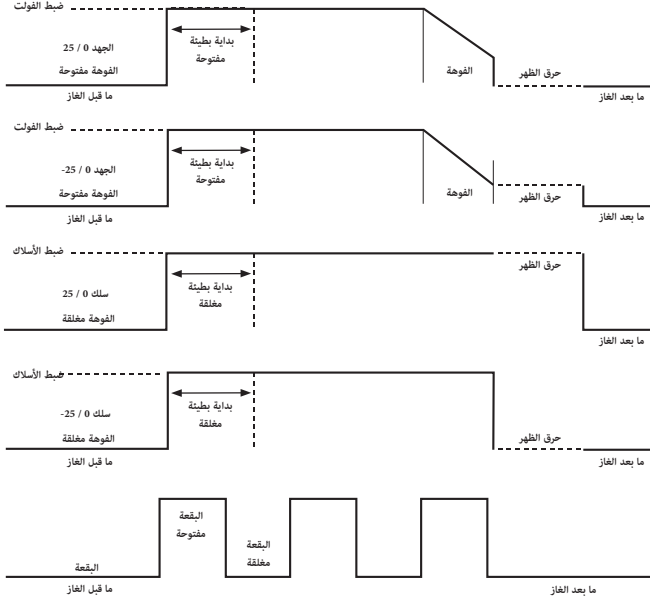 ضبط الفولت
بداية بطيئة
مفتوحة
الجهد 0 / 25
الفوهة مفتوحة
ما قبل الغاز
الفوهة
حرق الظهر
ما بعد الغاز
ضبط الفولت
بداية بطيئة
مفتوحة
الجهد 0 / 25-
الفوهة مفتوحة
ما قبل الغاز
الفوهة
حرق الظهر
ما بعد الغاز
ضبط الأسلاك
بداية بطيئة
مغلقة
سلك 0 / 25
الفوهة مغلقة
حرق الظهر
ما بعد الغاز
ضبط الأسلاك
بداية بطيئة
مغلقة
سلك 0 / 25-
الفوهة مغلقة
ما قبل الغاز
حرق الظهر
ما بعد الغاز
البقعة
مفتوحة
البقعة
مغلقة
البقعة
ما قبل الغاز
ما بعد الغاز